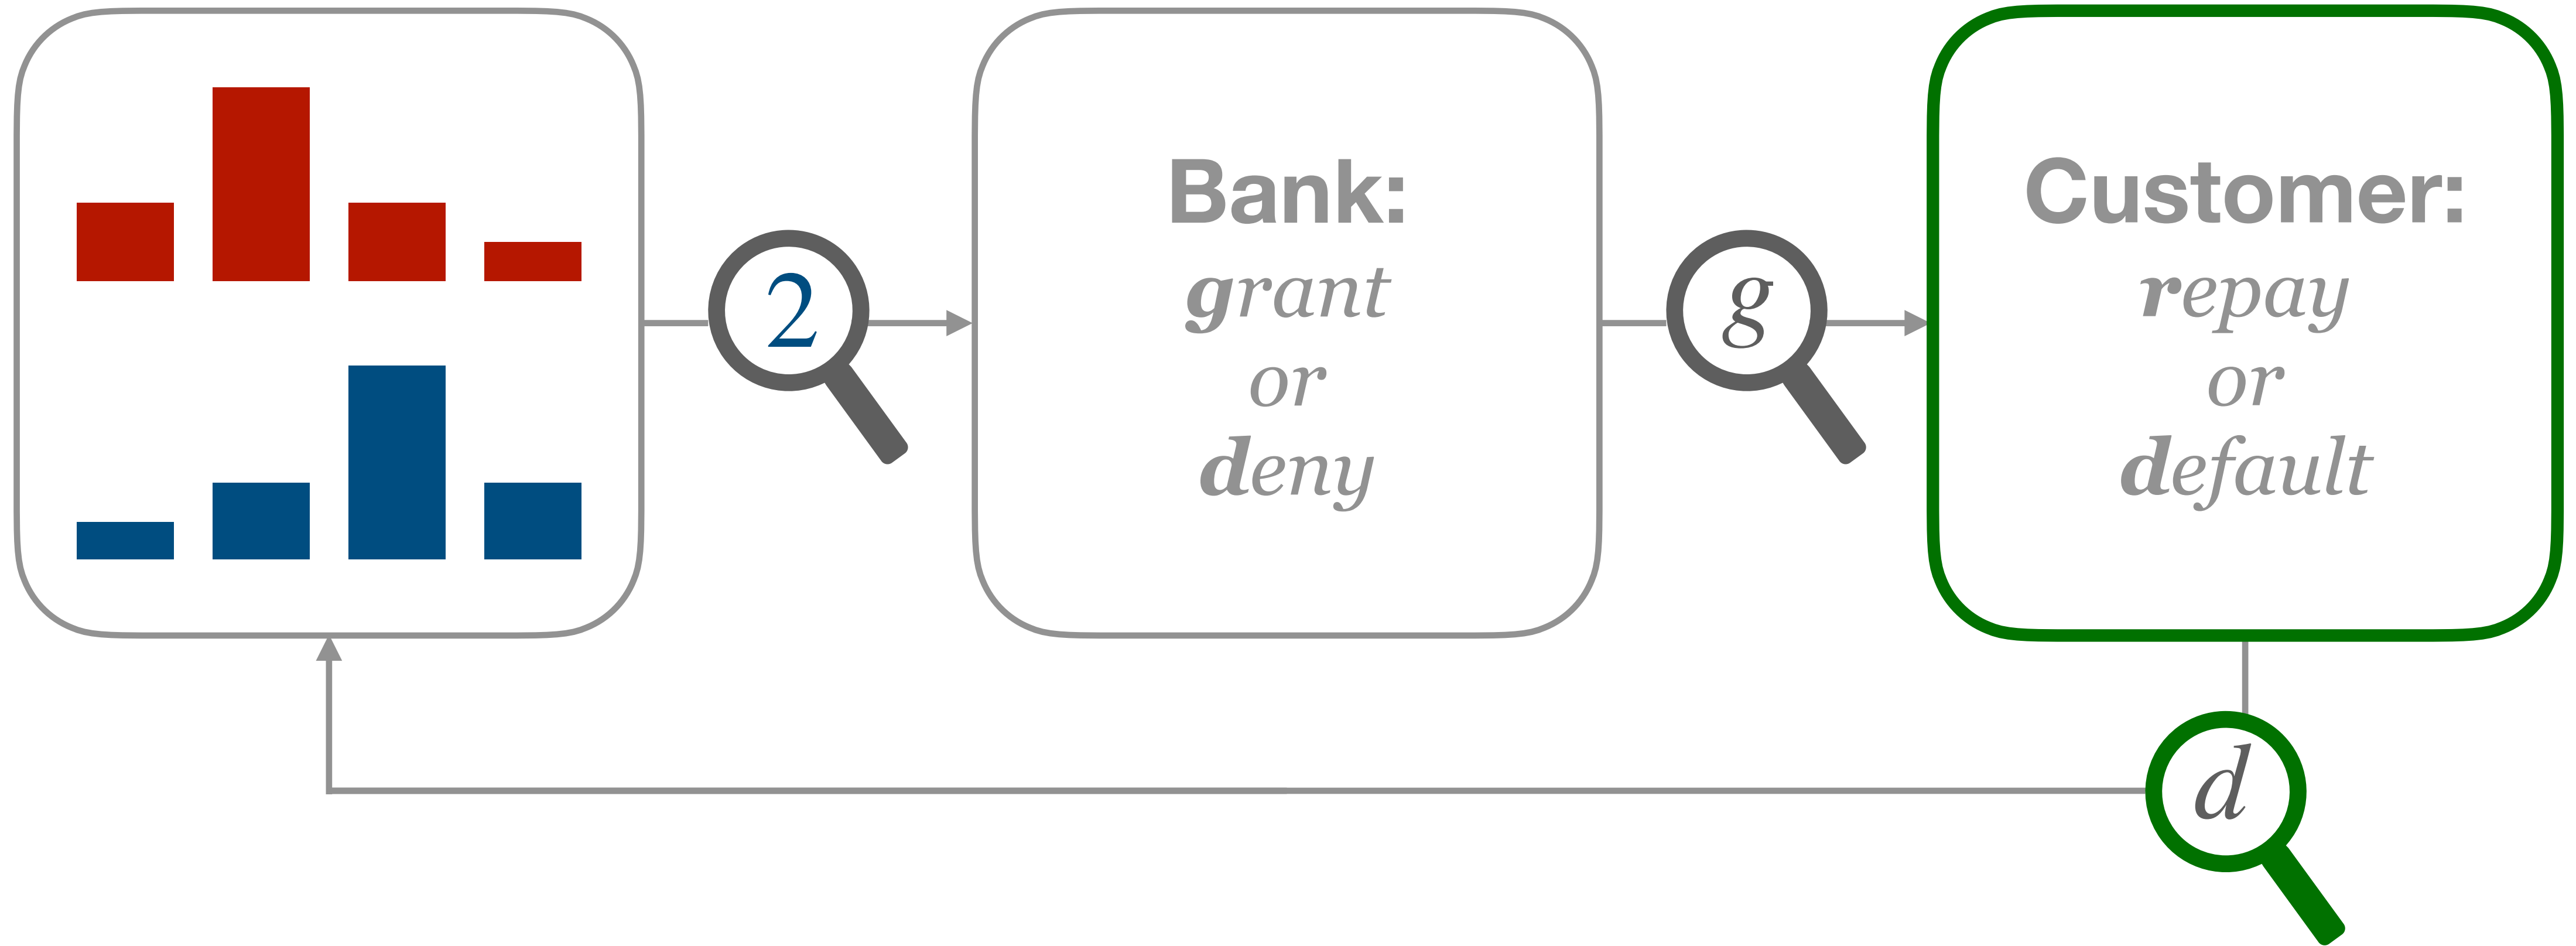 2
Bank:
grant
or
deny
g
Customer:
repay
or
default
d